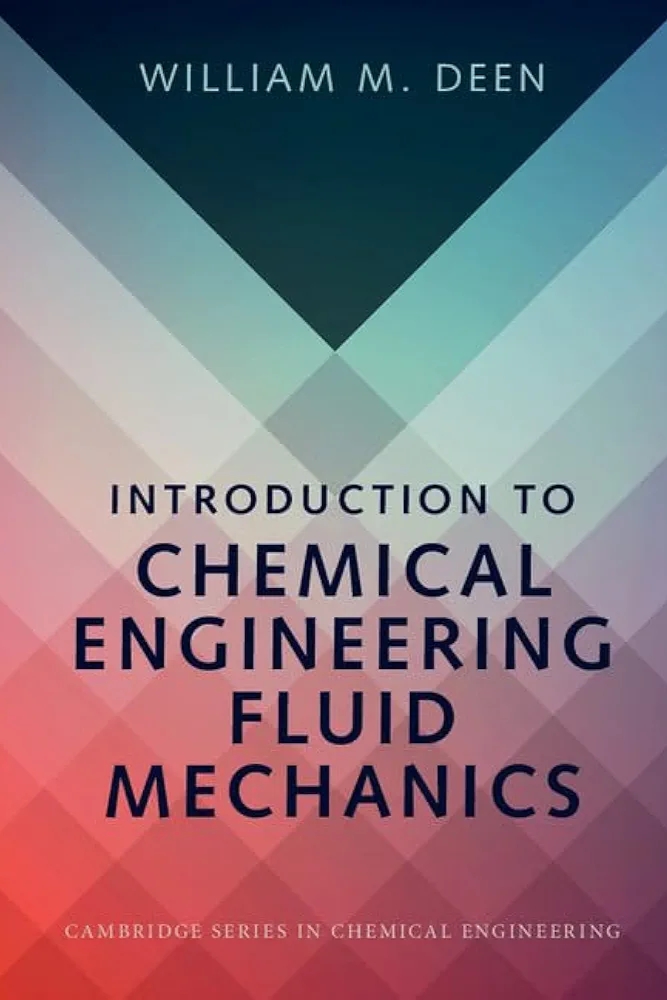 WILLIAM M. DEEN
INTRODUCTION TO
CHEMICAL
ENGINEERING
FLUID
MECHANICS
CAMBRIDGE SERIES IN CHEMICAL ENGINEERING